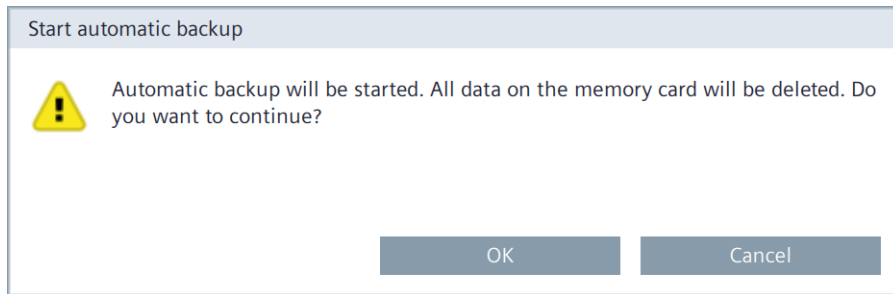 Start automatic backup
Automatic backup will be started. All data on the memory card will be deleted. Do
you want to continue?
OK
Cancel